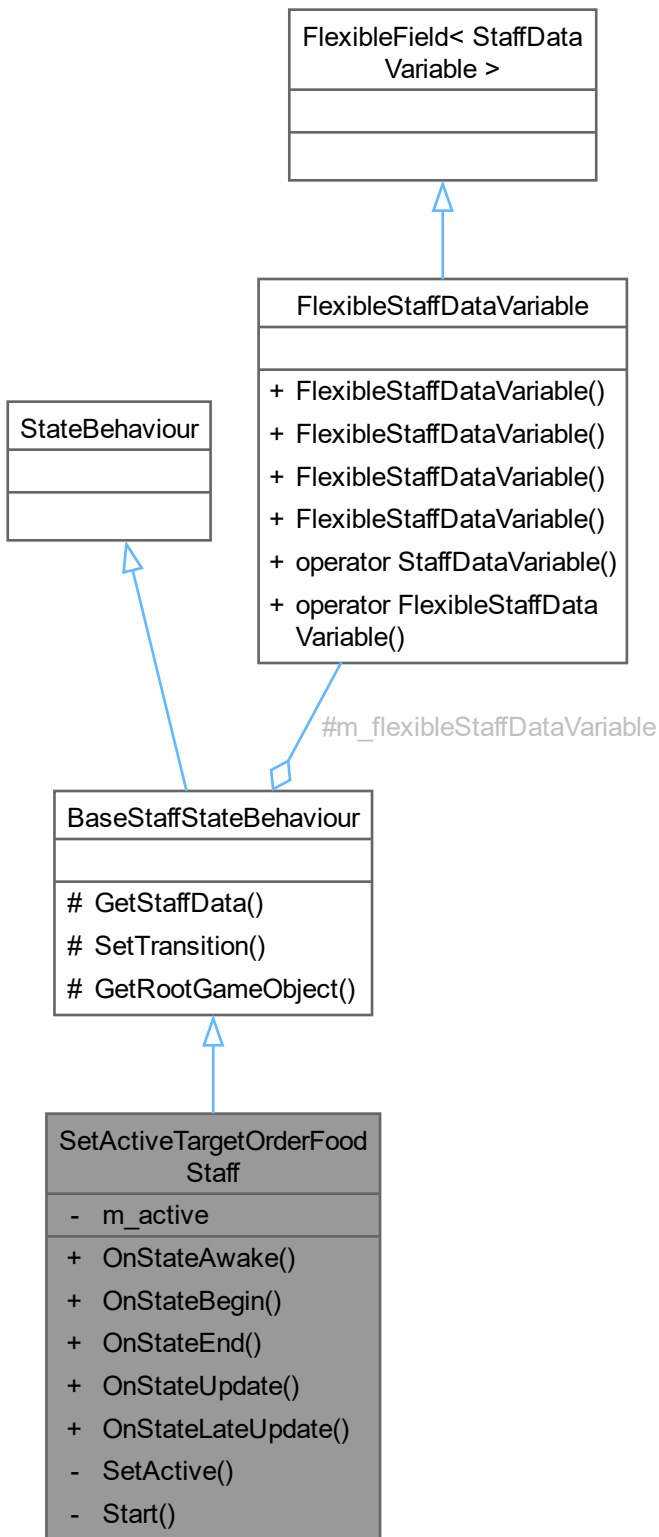 FlexibleField< StaffData
Variable >
FlexibleStaffDataVariable
+ FlexibleStaffDataVariable()
+ FlexibleStaffDataVariable()
+ FlexibleStaffDataVariable()
+ FlexibleStaffDataVariable()
+ operator StaffDataVariable()
+ operator FlexibleStaffData
Variable()
StateBehaviour
#m_flexibleStaffDataVariable
BaseStaffStateBehaviour
# GetStaffData()
# SetTransition()
# GetRootGameObject()
SetActiveTargetOrderFood
Staff
- m_active
+ OnStateAwake()
+ OnStateBegin()
+ OnStateEnd()
+ OnStateUpdate()
+ OnStateLateUpdate()
- SetActive()
- Start()